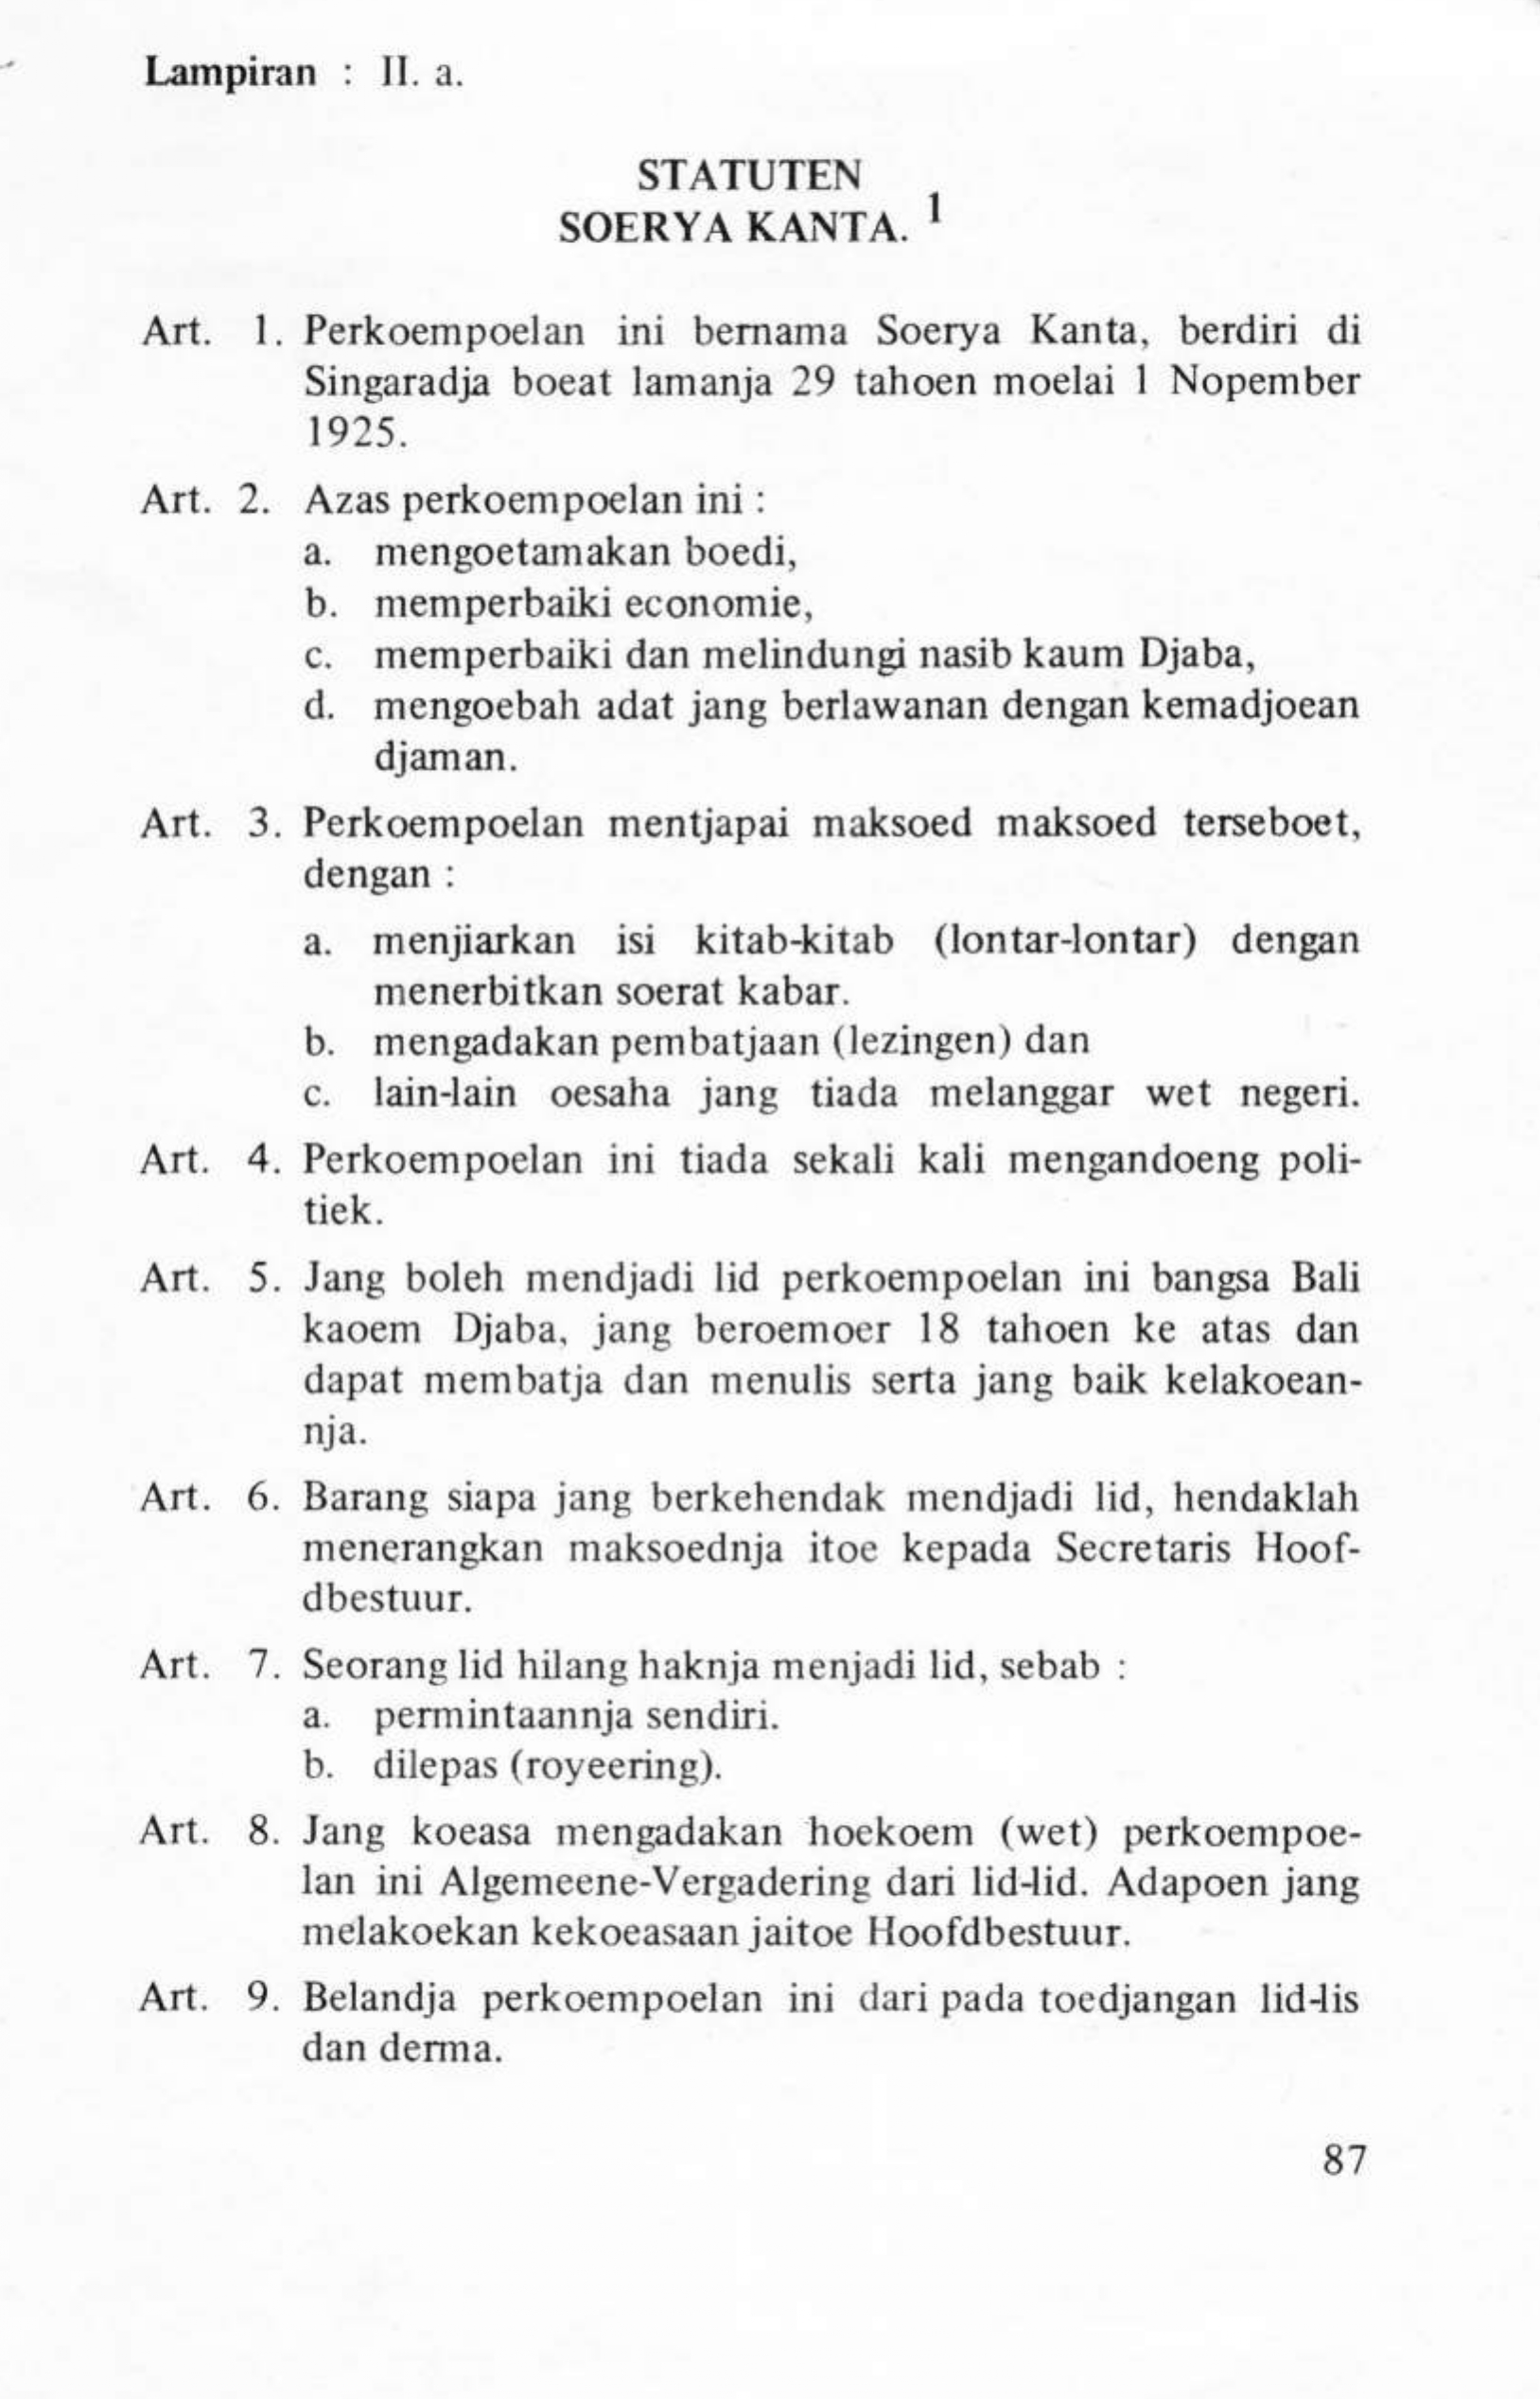 Lampiran : II. a.
STATUTEN
SOERYA KANTA. 1
Art. 1. Perkoempoelan ini bernama Soerya Kanta, berdiri di
Singaradja boeat lamanja 29 tahoen moelai 1 Nopember
1925.
Art. 2. Azas perkoempoelan ini :
a. mengoetamakan boedi,
b. memperbaiki economie,
c. memperbaiki dan melindungi nasib kaum Djaba,
d. mengoebah adat jang berlawanan dengan kemadjoean
djaman.
Art. 3. Perkoempoelan mentjapai maksoed maksoed terseboet,
dengan :
a. menjiarkan isi kitab-kitab (lontar-lontar) dengan
menerbitkan soerat kabar.
b. mengadakan pembatjaan (lezingen) dan
c. lain-lain oesaha jang tiada melanggar wet negeri.
Art. 4. Perkoempoelan ini tiada sekali kali mengandoeng poli-
tiek.
Art. 5. Jang boleh mendjadi lid perkoempoelan ini bangsa Bali
kaoem Djaba, jang beroemoer 18 tahoen ke atas dan
dapat membatja dan menulis serta jang baik kelakoean-
nja.
Art. 6. Barang siapa jang berkehendak mendjadi lid, hendaklah
menerangkan maksoednja itoe kepada Secretaris Hoof-
dbestuur.
Art. 7. Seorang lid hilang haknja menjadi lid, sebab :
a. permintaannja sendiri.
b. dilepas (royeering).
Art. 8. Jang koeasa mengadakan hoekoem (wet) perkoempoe-
lan ini Algemeene-Vergadering dari lid-lid. Adapoen jang
melakoekan kekoeasaan jaitoe Hoofdbestuur.
Art. 9. Belandja perkoempoelan ini dari pada toedjangan lid-lis
dan derma.
87